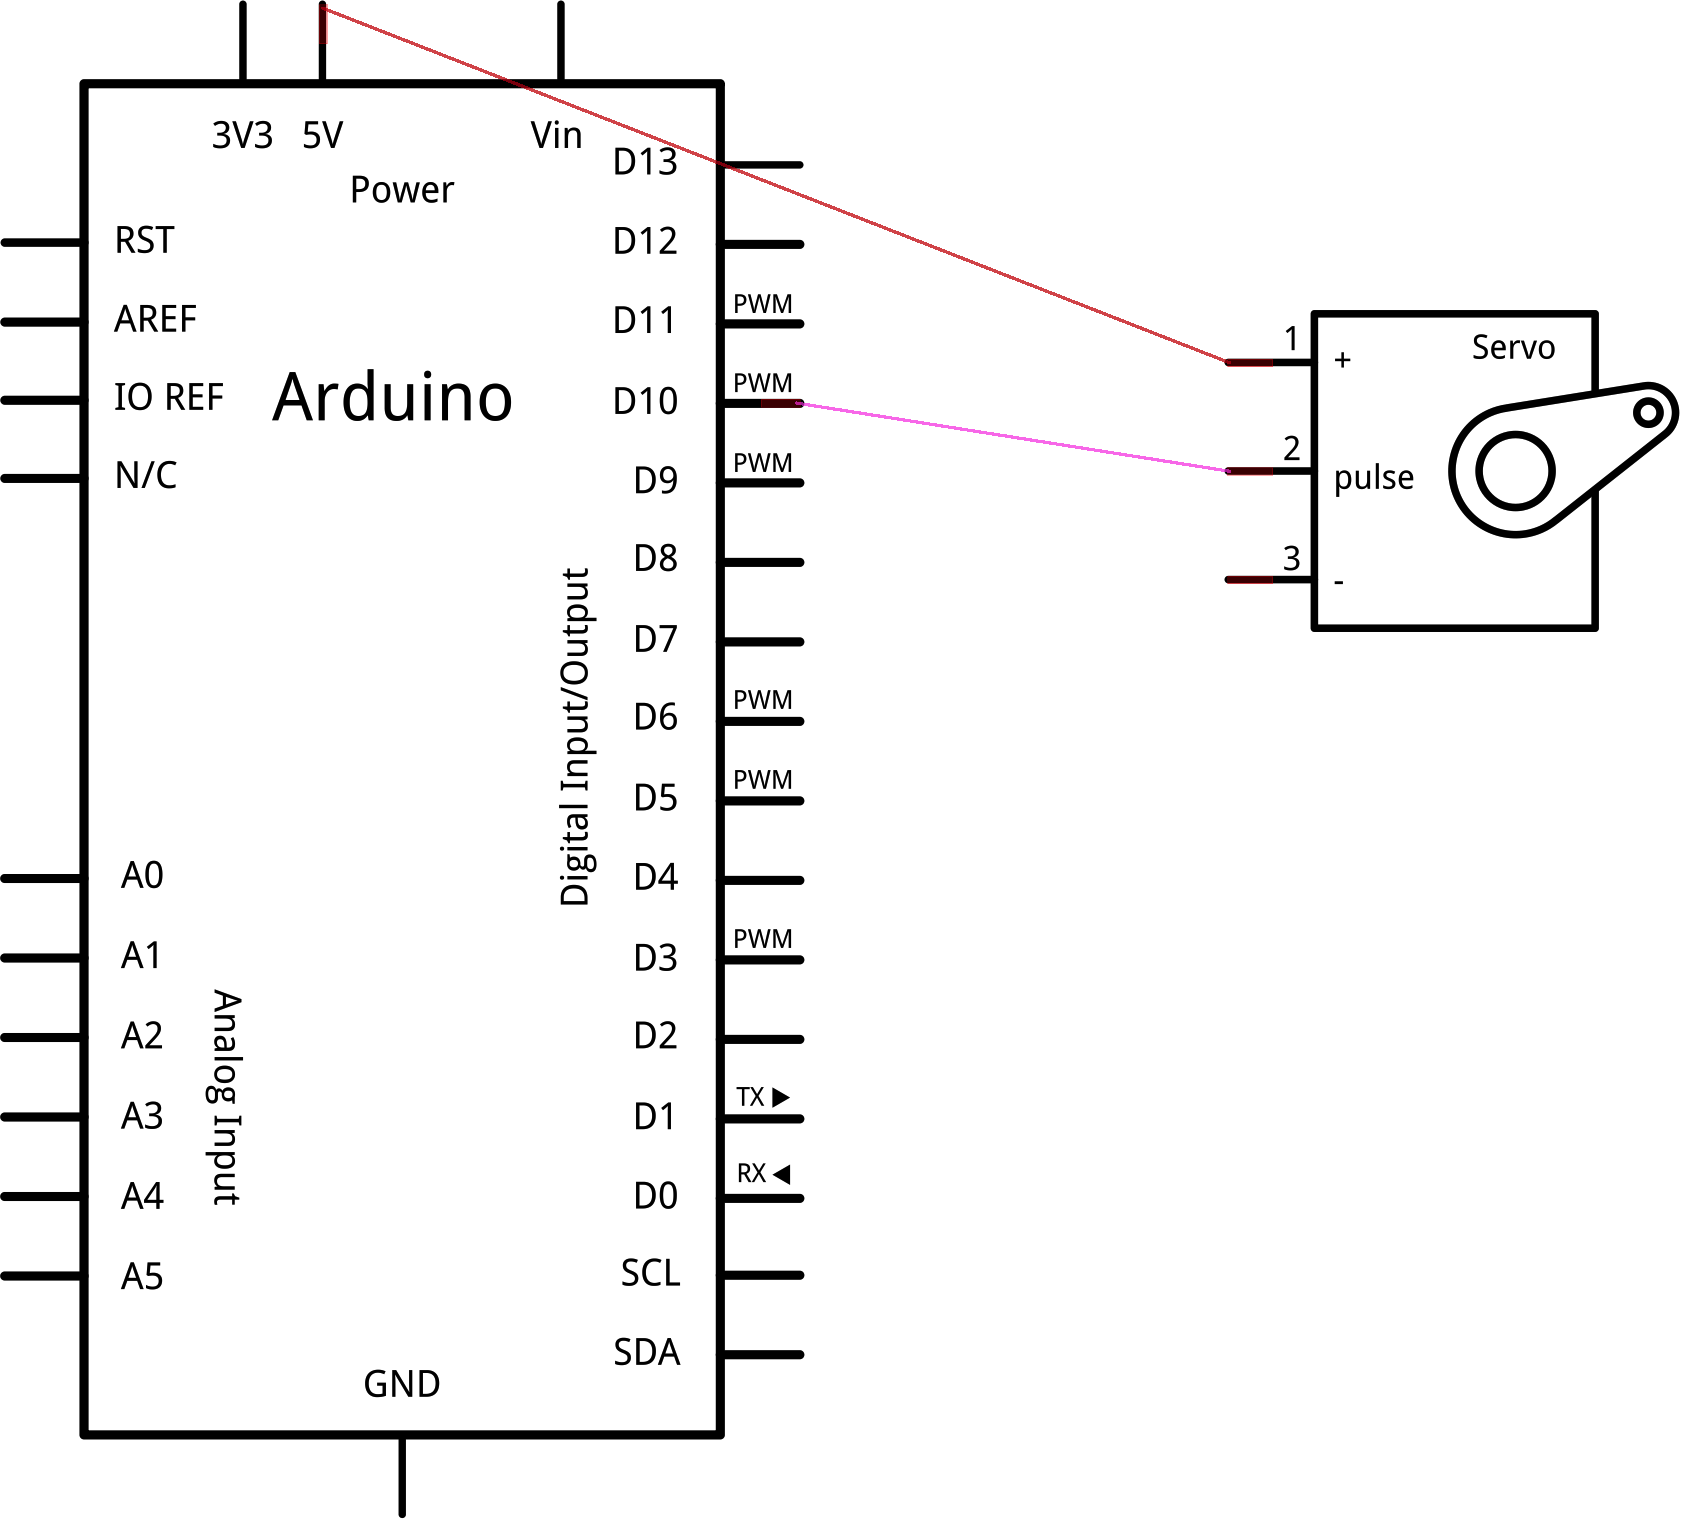 3V3 5V Vin
Power
D13
RST
D12
AREF
PWM
D11
IO REF
Arduino
PWM
D10
N/C
PWM
D9
D8
D7
Digital Input/Output
PWM
D6
PWM
D5
A0
D4
A1
PWM
D3
A2
D2
Analog Input
A3
TX
D1
A4
RX
D0
A5
SCL
SDA
GND
1
+
Servo
2
pulse
3
-